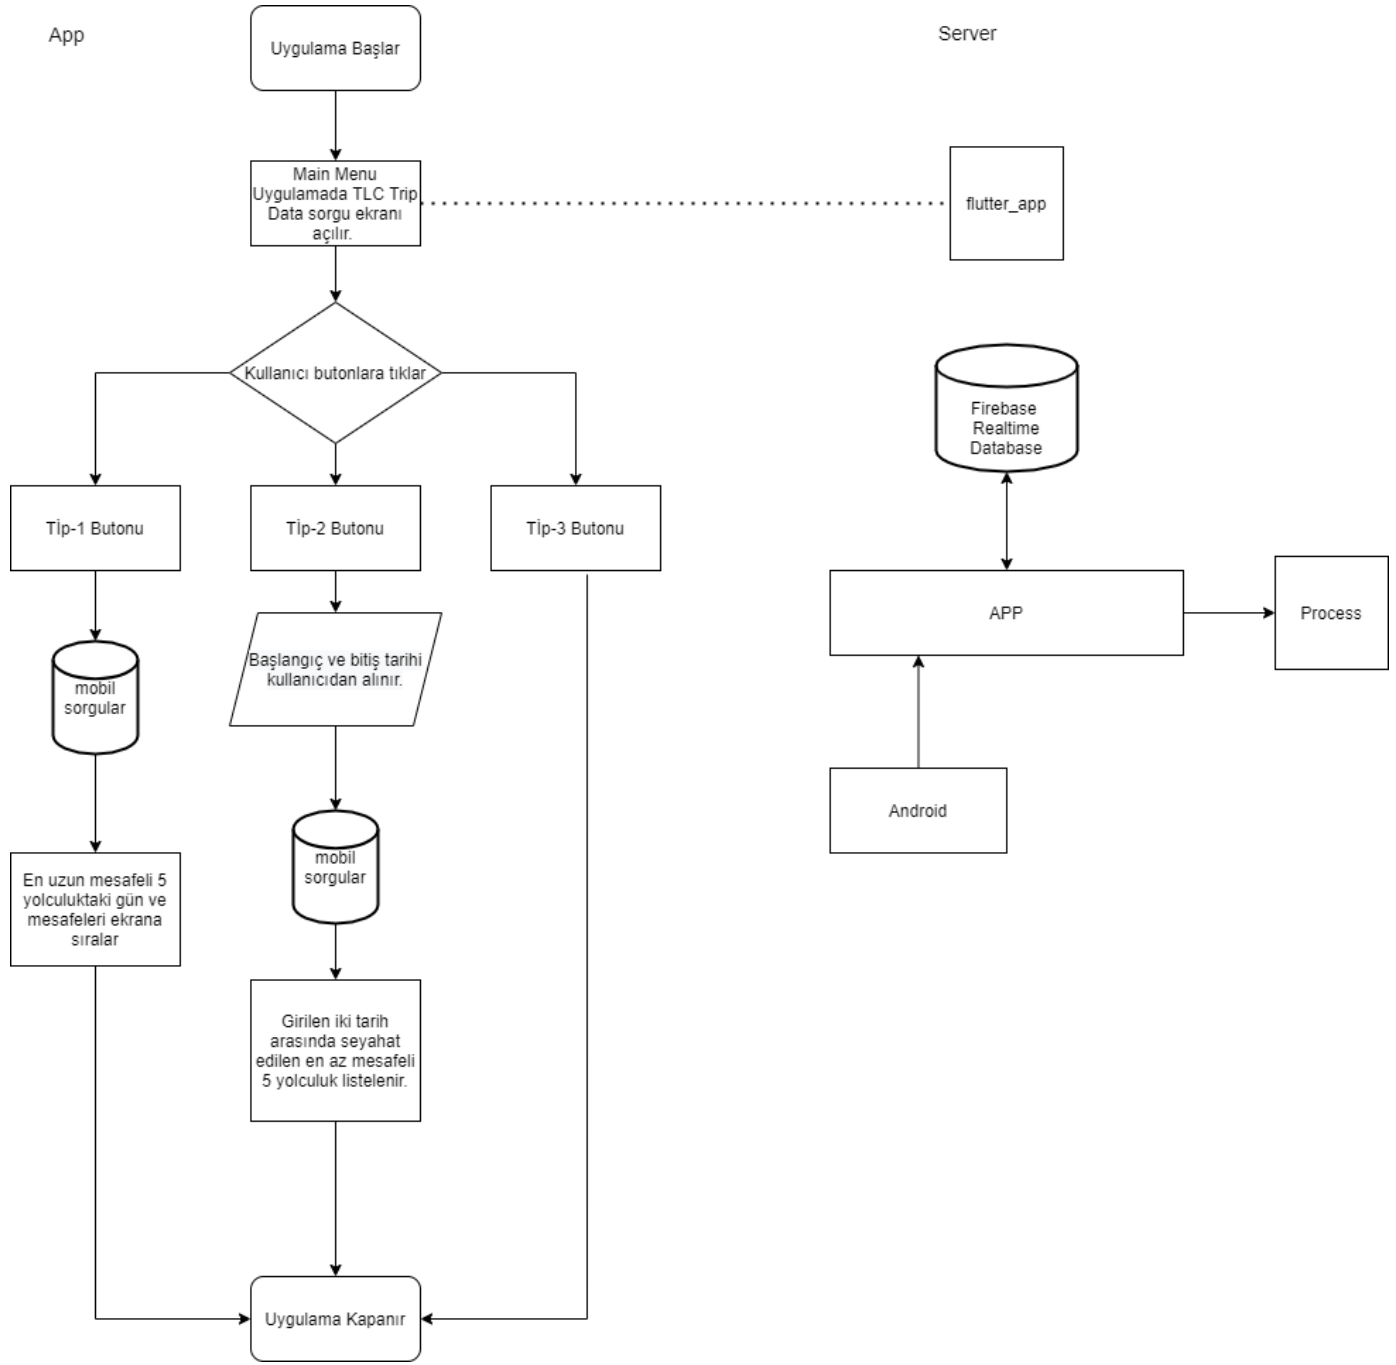 App
Uygulama Başlar
Server
Main Menu
Uygulamada TLC Trip
Data sorgu ekranı
açılır.
flutter_app
Kullanıcı butonlara tıklar
Firebase
Realtime
Database
Tİp-1 Butonu
Tİp-2 Butonu
Tİp-3 Butonu
APP
Process
Başlangıç ve bitiş tarihi
kullanıcıdan alınır.
mobil
sorgular
Android
mobil
sorgular
En uzun mesafeli 5
yolculuktaki gün ve
mesafeleri ekrana
sıralar
Girilen iki tarih
arasında seyahat
edilen en az mesafeli
5 yolculuk listelenir.
Uygulama Kapanır